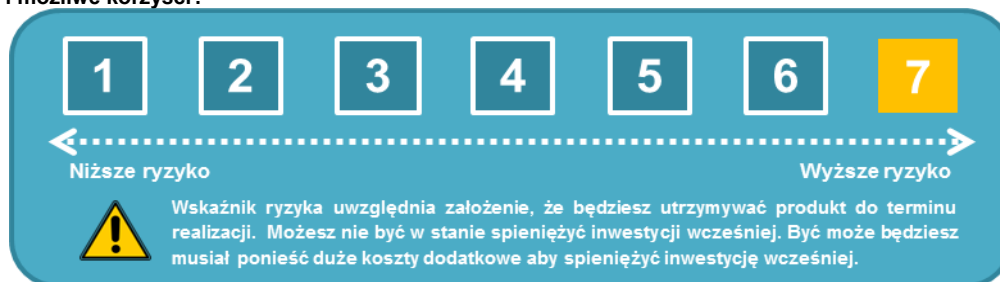 i możliwe korzyści.
1 2 3 4 5 6 7
Niższe ryzyko Wyższe ryzyko
Wskaźnik ryzyka uwzględnia założenie, że będziesz utrzymywać produkt do terminu
realizacji. Możesz nie być w stanie spieniężyć inwestycji wcześniej. Być może będziesz
musiał ponieść duże koszty dodatkowe aby spieniężyć inwestycję wcześniej.